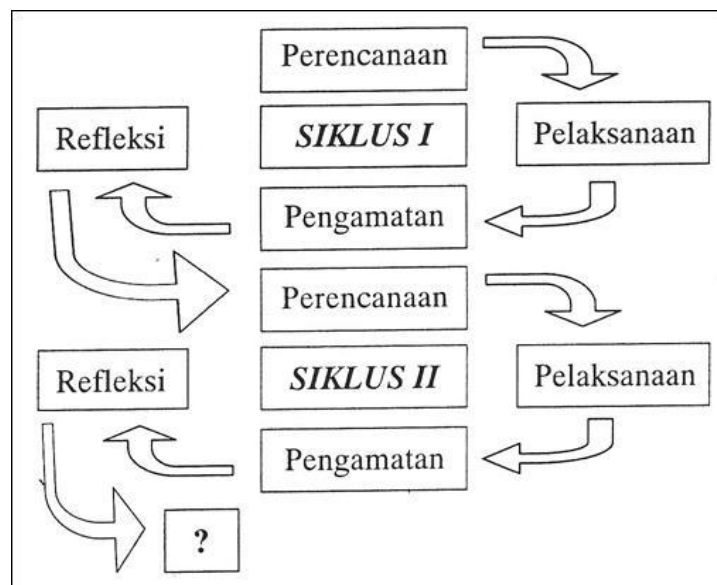 Perencanaan
Refleksi
SIKLUS I
Pelaksanaan
Pengamatan
Perencanaan
Refleksi
SIKLUS II
Pelaksanaan
Pengamatan
?